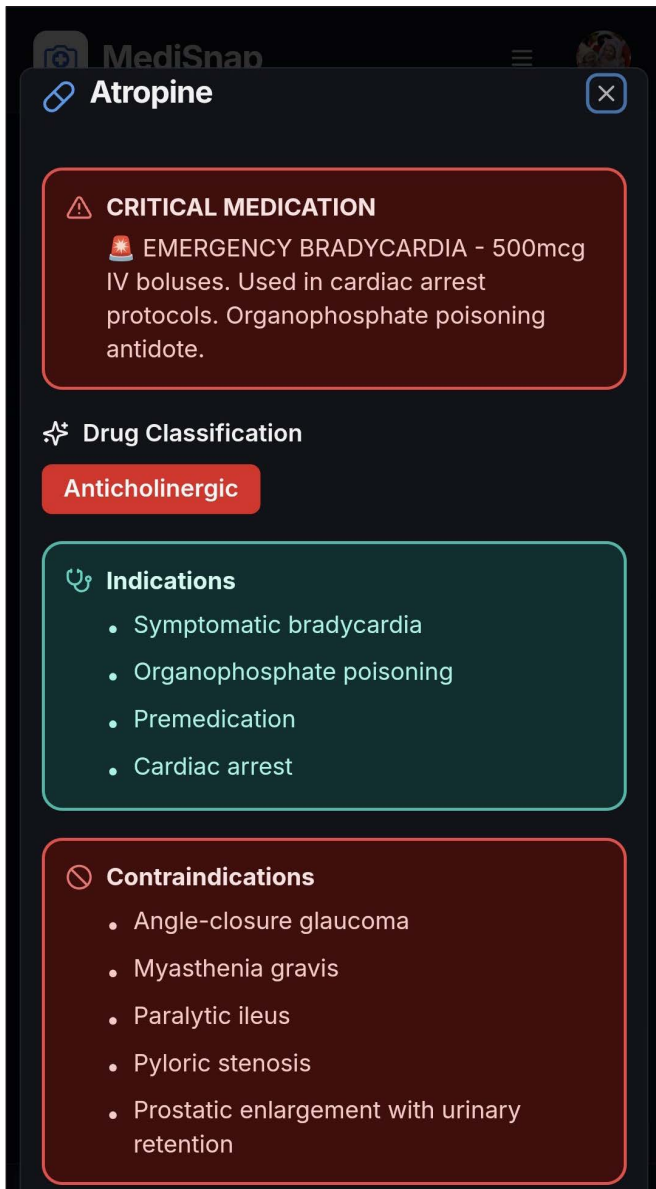 MediSnap
Atropine
CRITICAL MEDICATION
🚨 EMERGENCY BRADYCARDIA - 500mcg
IV boluses. Used in cardiac arrest
protocols. Organophosphate poisoning
antidote.
Drug Classification
Anticholinergic
Indications
• Symptomatic bradycardia
• Organophosphate poisoning
• Premedication
• Cardiac arrest
Contraindications
• Angle-closure glaucoma
• Myasthenia gravis
• Paralytic ileus
• Pyloric stenosis
• Prostatic enlargement with urinary
retention